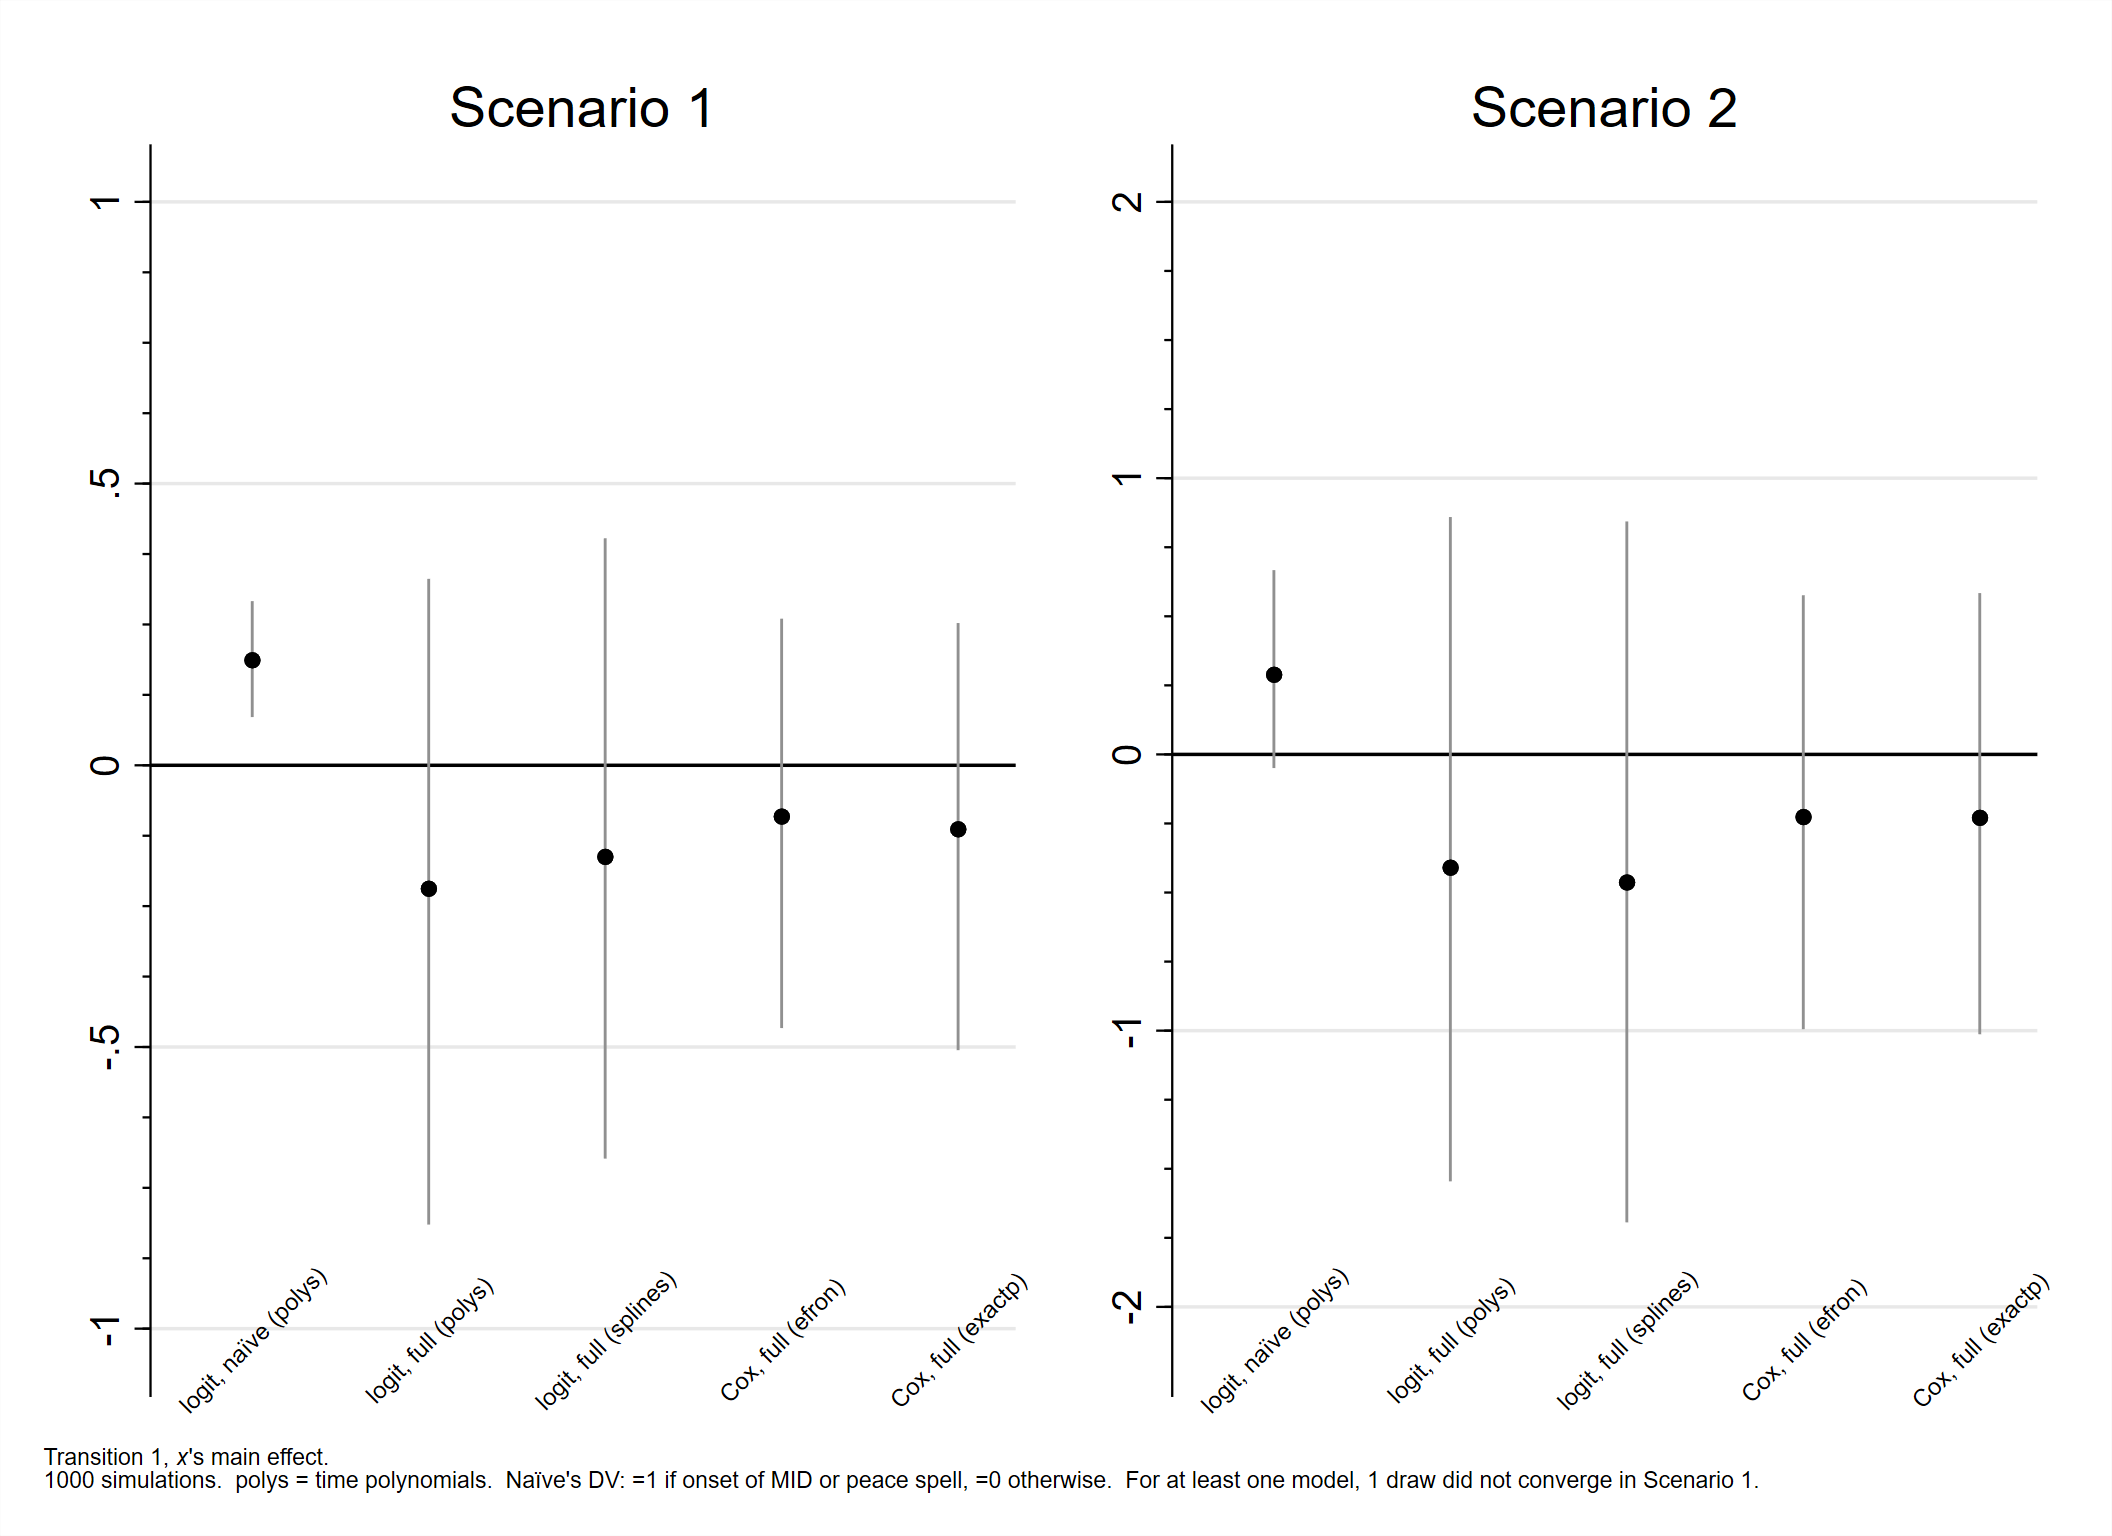 Scenario 1
1
.5
0
-.5
-1
logit, naïve (polys)
logit, full (polys)
logit, full (splines)
Cox, full (efron)
Cox, full (exactp)
Scenario 2
2
1
0
-1
-2
logit, naïve (polys)
logit, full (polys)
logit, full (splines)
Cox, full (efron)
Cox, full (exactp)
Transition 1, x's main effect.
1000 simulations.  polys = time polynomials.  Naïve's DV: =1 if onset of MID or peace spell, =0 otherwise.  For at least one model, 1 draw did not converge in Scenario 1.